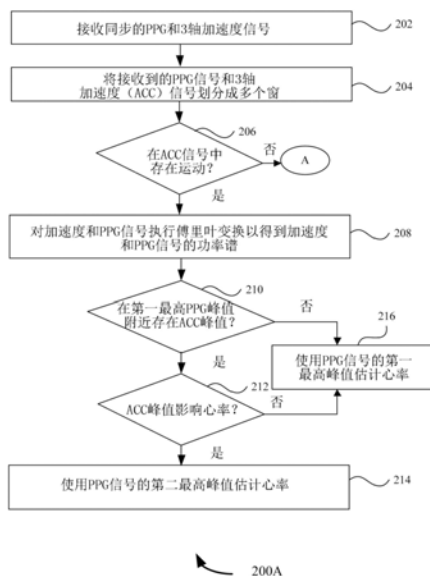 接收同步的PPG和3轴加速度信号
202
将接收到的PPG信号和3轴
加速度（ACC）信号划分成多个窗
204
206
在ACC信号中
存在运动？
否
A
是
对加速度和PPG信号执行傅里叶变换以得到加速度
和PPG信号的功率谱
208
210
在第一最高PPG峰值
附近存在ACC峰值？
否
216
使用PPG信号的第一
最高峰值估计心率
是
212
ACC峰值影响心率？
否
是
使用PPG信号的第二最高峰值估计心率
214
200A